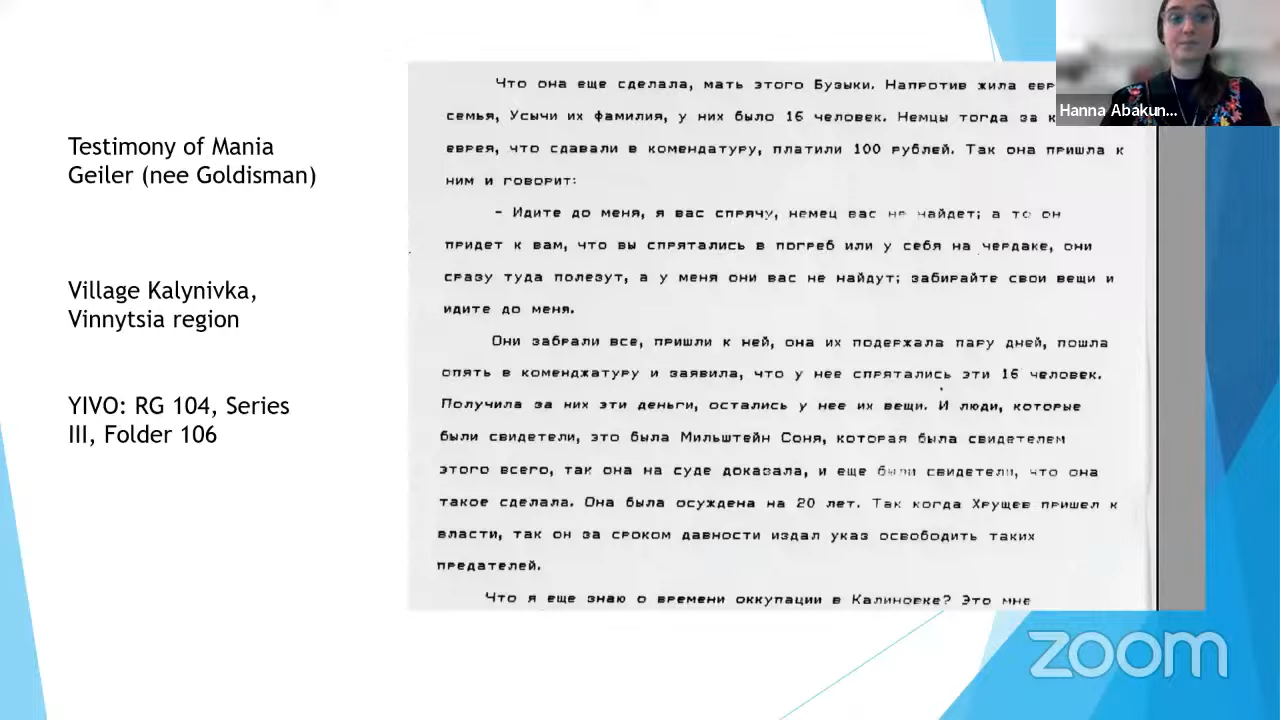 Testimony of Mania
Geiler (nee Goldisman)
Village Kalynivka,
Vinnytsia region
YIVO: RG 104, Series
III, Folder 106
Что она еще сделала, мать этого Бузыки. Напротив жила
семья, Усычи их фамилия, у них было 16 человек. Немцы тогда за
еврея, что сдавали в комендатуру, платили 100 рублей. Так она пришла к
ним и говорит:
- Идите до меня, я вас спрячу, немец вас не найдет; а то он
придет к вам, что вы спрятались в погреб или у себя на чердаке, они
сразу туда полезут, а у меня они вас не найдут; забирайте свои вещи и
идите до меня.
Они забрали все, пришли к ней, она их подержала пару дней, пошла
опять в коменджатуру и заявила, что у нее спрятались эти 16 человек.
Получила за них эти деньги, остались у нее их вещи. И люди, которые
были свидетели, это была Мильштейн Соня, которая была свидетелем
этого всего, так она на суде доказала, и еще были свидетели, что она
такое сделала. Она была осуждена на 20 лет. Так когда Хрущев пришел к
власти, так он за сроком давности издал указ освободить таких
предателей.
Что я еще знаю о времени оккупации в Калиновке? Это мне
Hanna Abakun...
zoom